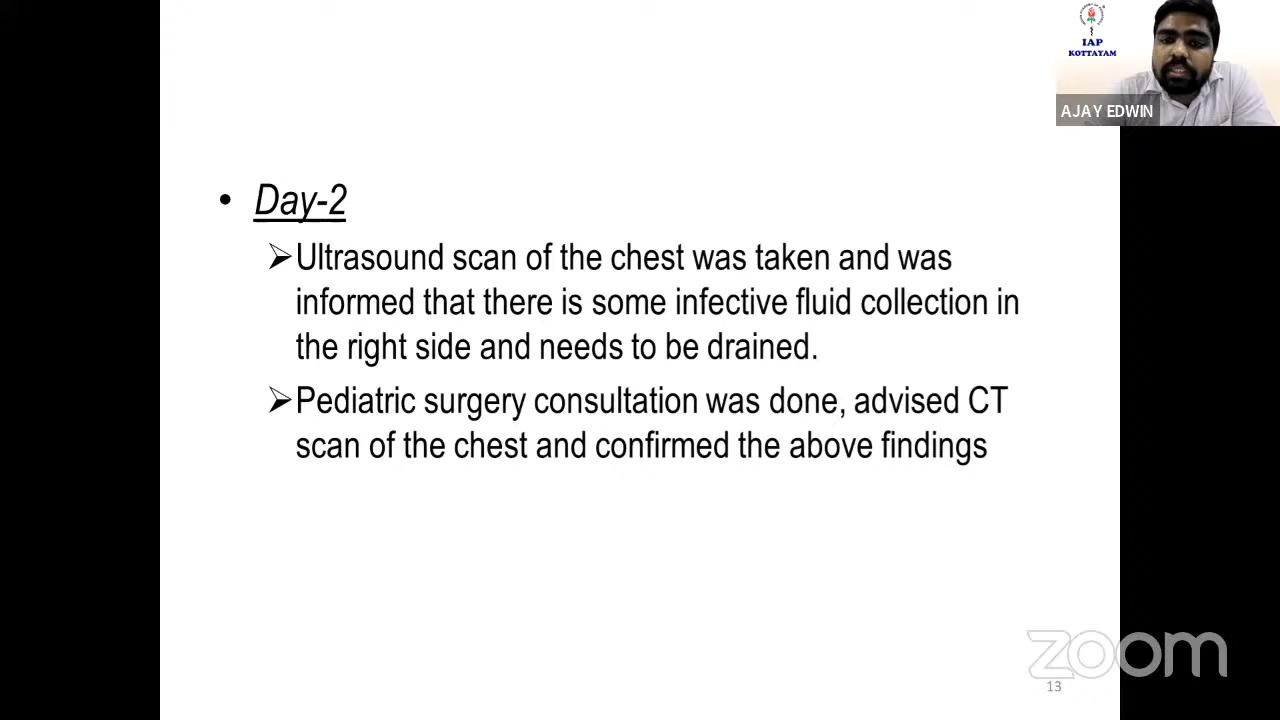 IAP
KOTTAYAM
AJAY EDWIN
• Day-2
➢Ultrasound scan of the chest was taken and was
informed that there is some infective fluid collection in
the right side and needs to be drained.
➢Pediatric surgery consultation was done, advised CT
scan of the chest and confirmed the above findings
zoom
13